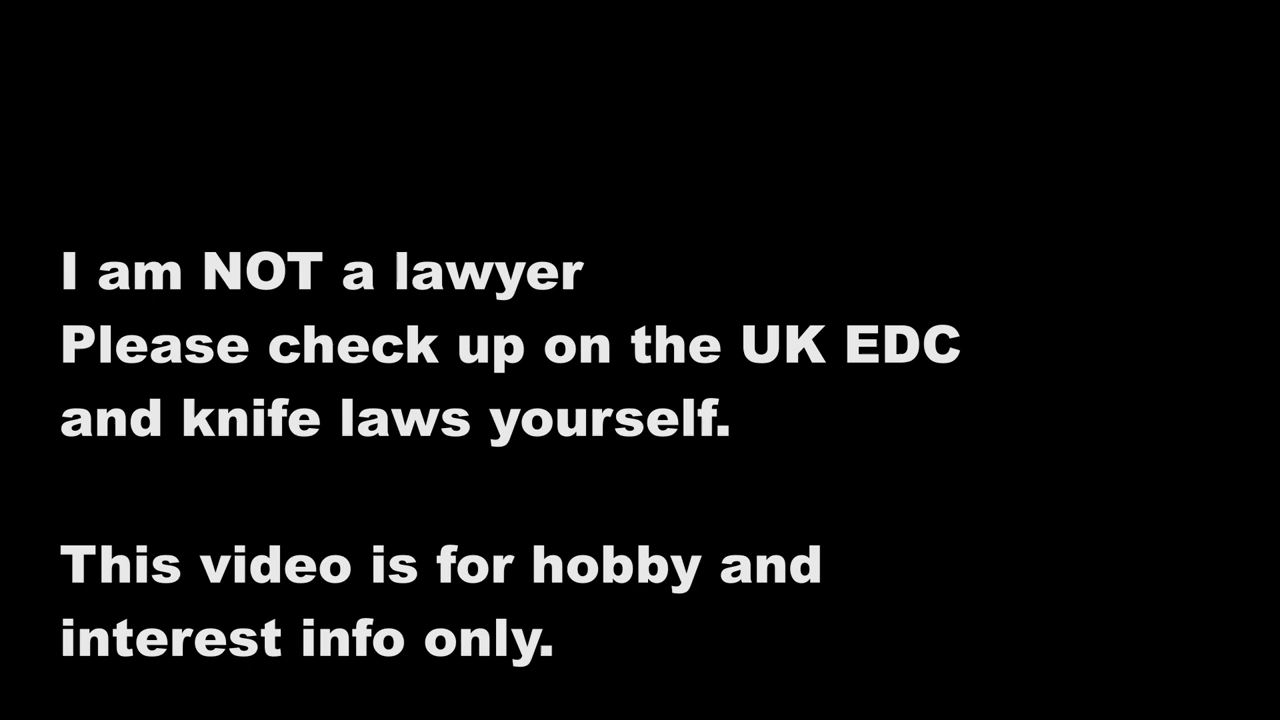 I am NOT a lawyer
Please check up on the UK EDC
and knife laws yourself.
This video is for hobby and
interest info only.